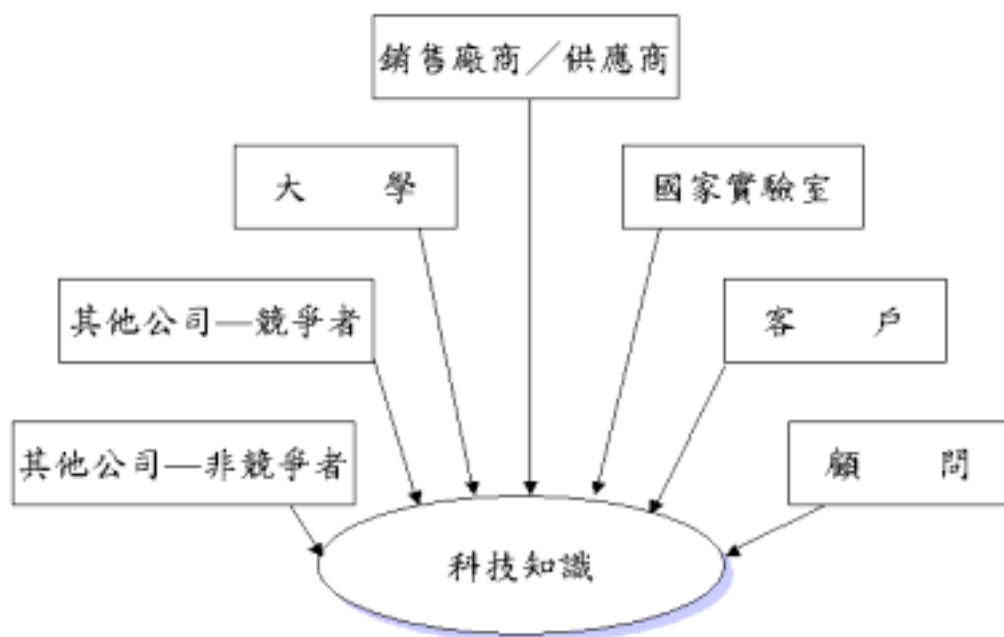 銷售廠商／供應商
大學
國家實驗室
其他公司—競爭者
客戶
其他公司—非競爭者
顧問
科技知識